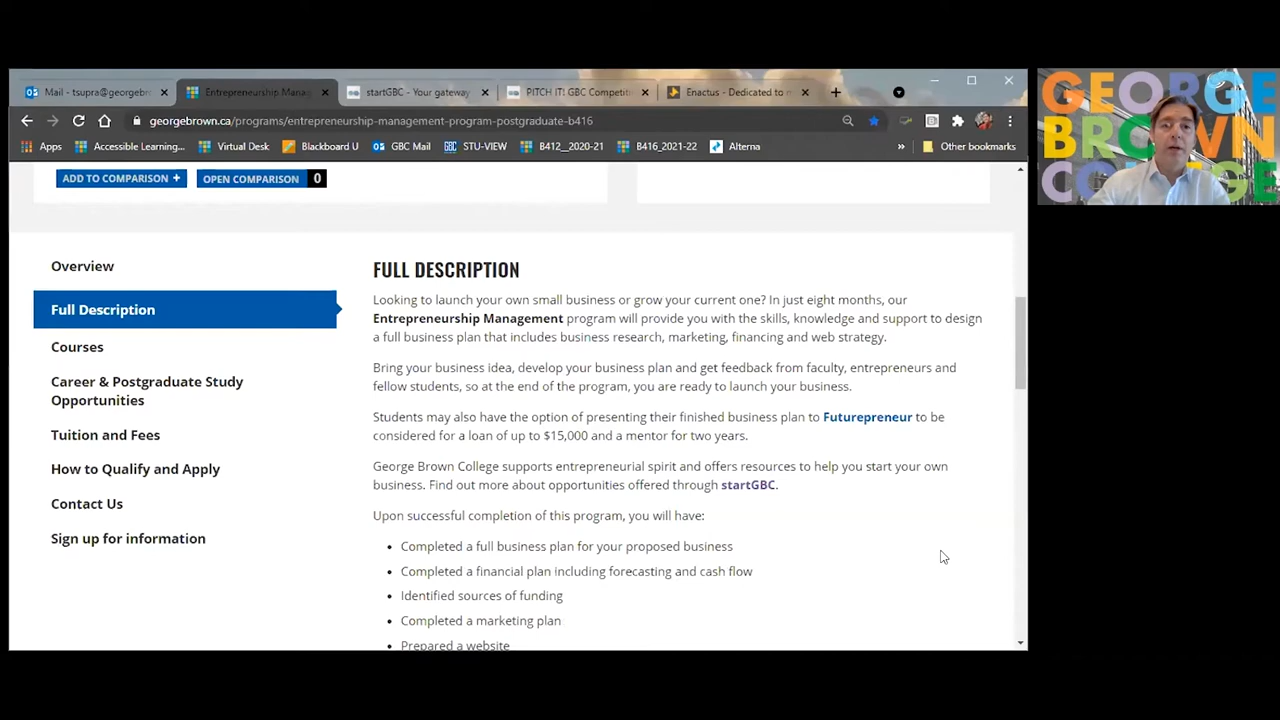 Mail - tsupra@georgebr
Entrepreneurship Manag
startGBC - Your gateway
PITCH IT! GBC Competiti
Enactus - Dedicated to m
georgebrown.ca/programs/entrepreneurship-management-program-postgraduate-b416
Apps
Accessible Learning...
Virtual Desk
Blackboard U
GBC Mail
STU-VIEW
B412__2020-21
B416_2021-22
Alterna
»
Other bookmarks
GEORGE
BROWN
COLLEGE
ADD TO COMPARISON +
OPEN COMPARISON 0
Overview
Full Description
Courses
Career & Postgraduate Study
Opportunities
Tuition and Fees
How to Qualify and Apply
Contact Us
Sign up for information
FULL DESCRIPTION
Looking to launch your own small business or grow your current one? In just eight months, our
Entrepreneurship Management program will provide you with the skills, knowledge and support to design
a full business plan that includes business research, marketing, financing and web strategy.
Bring your business idea, develop your business plan and get feedback from faculty, entrepreneurs and
fellow students, so at the end of the program, you are ready to launch your business.
Students may also have the option of presenting their finished business plan to Futurepreneur to be
considered for a loan of up to $15,000 and a mentor for two years.
George Brown College supports entrepreneurial spirit and offers resources to help you start your own
business. Find out more about opportunities offered through startGBC.
Upon successful completion of this program, you will have:
• Completed a full business plan for your proposed business
• Completed a financial plan including forecasting and cash flow
• Identified sources of funding
• Completed a marketing plan
• Prepared a website